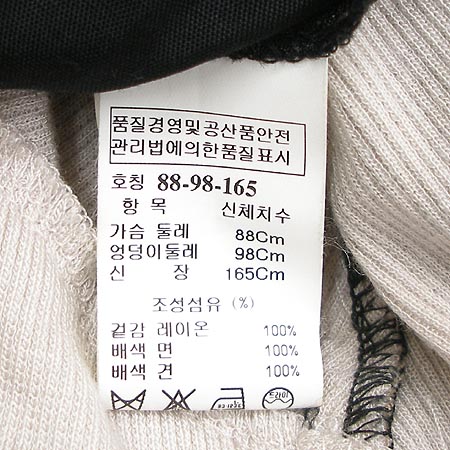 품질경영및공산품안전
관리법에의한품질표시
호칭 88-98-165
항 목 신체치수
가슴 둘레 88Cm
엉덩이둘레 98Cm
신 장 165Cm
조성섬유 (%)
겉감 레이온 100%
배색 면 100%
배색 견 100%
드라이